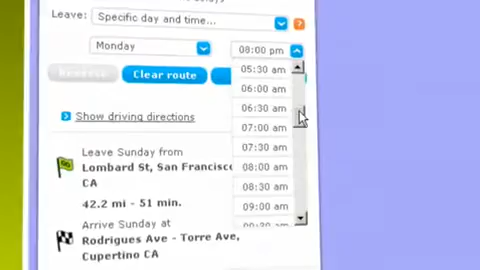 Leave: Specific day and time... ?
Monday 08:00 pm
05:30 am
Clear route
06:00 am
06:30 am
Show driving directions
07:00 am
07:30 am
Leave Sunday from
Lombard St, San Francisco
CA
08:00 am
08:30 am
42.2 mi - 51 min.
09:00 am
Arrive Sunday at
Rodrigues Ave - Torre Ave,
Cupertino CA